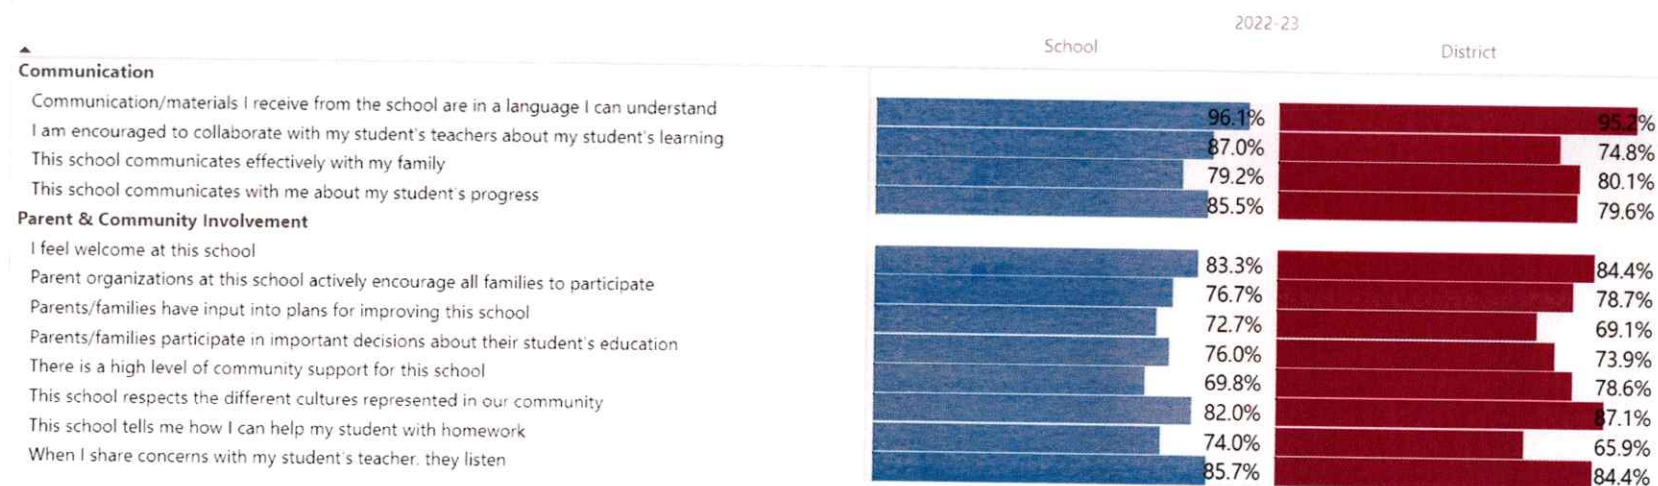 2022-23
School District
Communication
Communication/materials I receive from the school are in a language I can understand 96.1% 95.2%
I am encouraged to collaborate with my student's teachers about my student's learning 87.0% 74.8%
This school communicates effectively with my family 79.2% 80.1%
This school communicates with me about my student's progress 85.5% 79.6%
Parent & Community Involvement
I feel welcome at this school 83.3% 84.4%
Parent organizations at this school actively encourage all families to participate 76.7% 78.7%
Parents/families have input into plans for improving this school 72.7% 69.1%
Parents/families participate in important decisions about their student's education 76.0% 73.9%
There is a high level of community support for this school 69.8% 78.6%
This school respects the different cultures represented in our community 82.0% 87.1%
This school tells me how I can help my student with homework 74.0% 65.9%
When I share concerns with my student's teacher, they listen 85.7% 84.4%